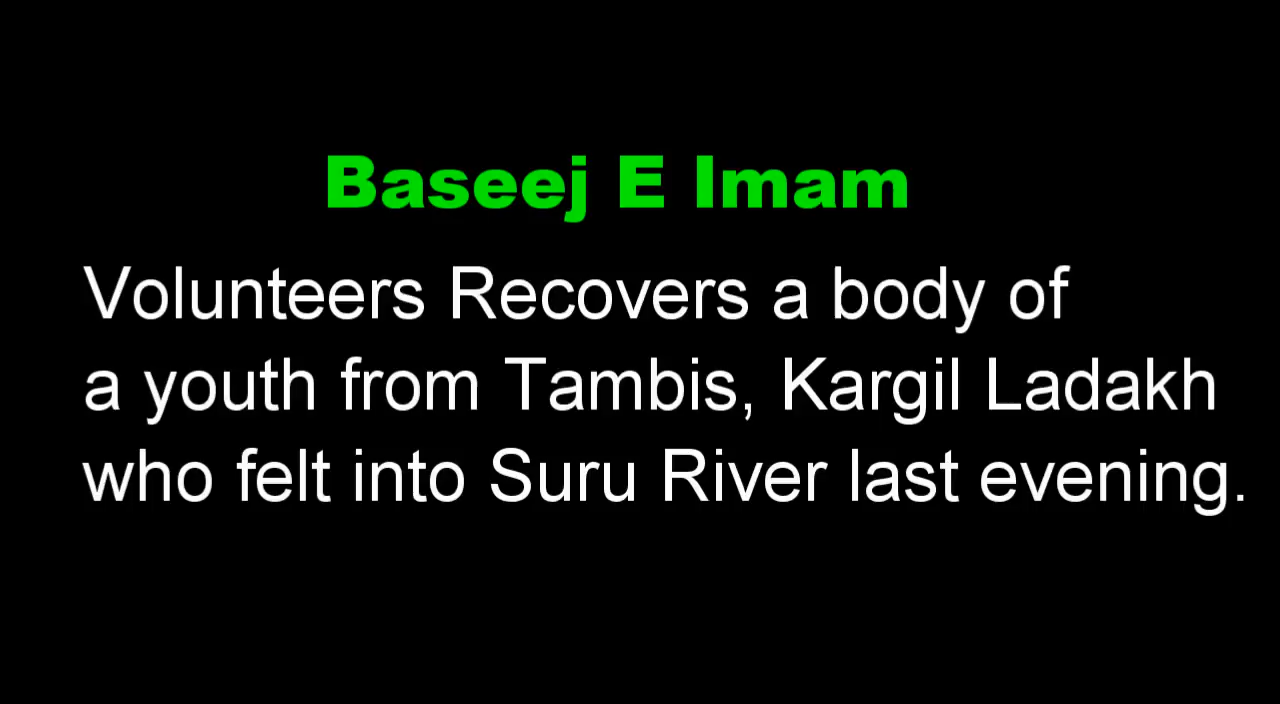 Baseej E Imam
Volunteers Recovers a body of
a youth from Tambis, Kargil Ladakh
who felt into Suru River last evening.